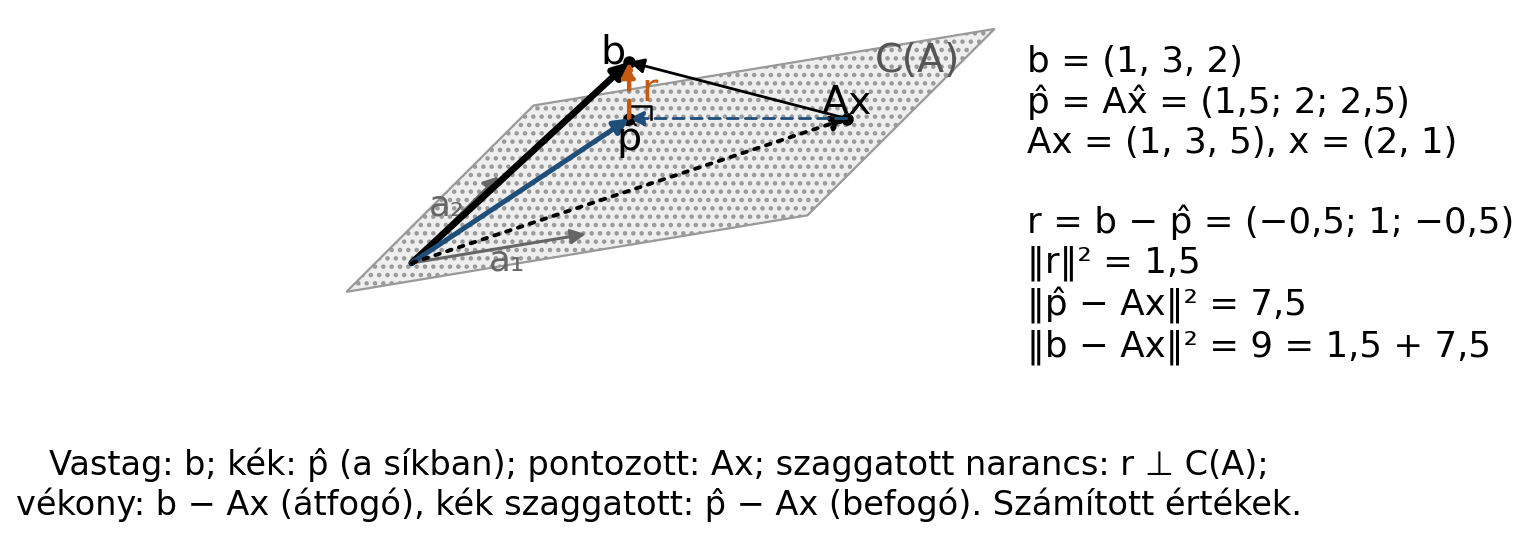 b
C(A)
r
Ax
p
a₂
a₁
b = (1, 3, 2)
p̂ = Ax̂ = (1,5; 2; 2,5)
Ax = (1, 3, 5), x = (2, 1)
r = b − p̂ = (−0,5; 1; −0,5)
‖r‖² = 1,5
‖p̂ − Ax‖² = 7,5
‖b − Ax‖² = 9 = 1,5 + 7,5
Vastag: b; kék: p̂ (a síkban); pontozott: Ax; szaggatott narancs: r ⊥ C(A);
vékony: b − Ax (átfogó), kék szaggatott: p̂ − Ax (befogó). Számított értékek.